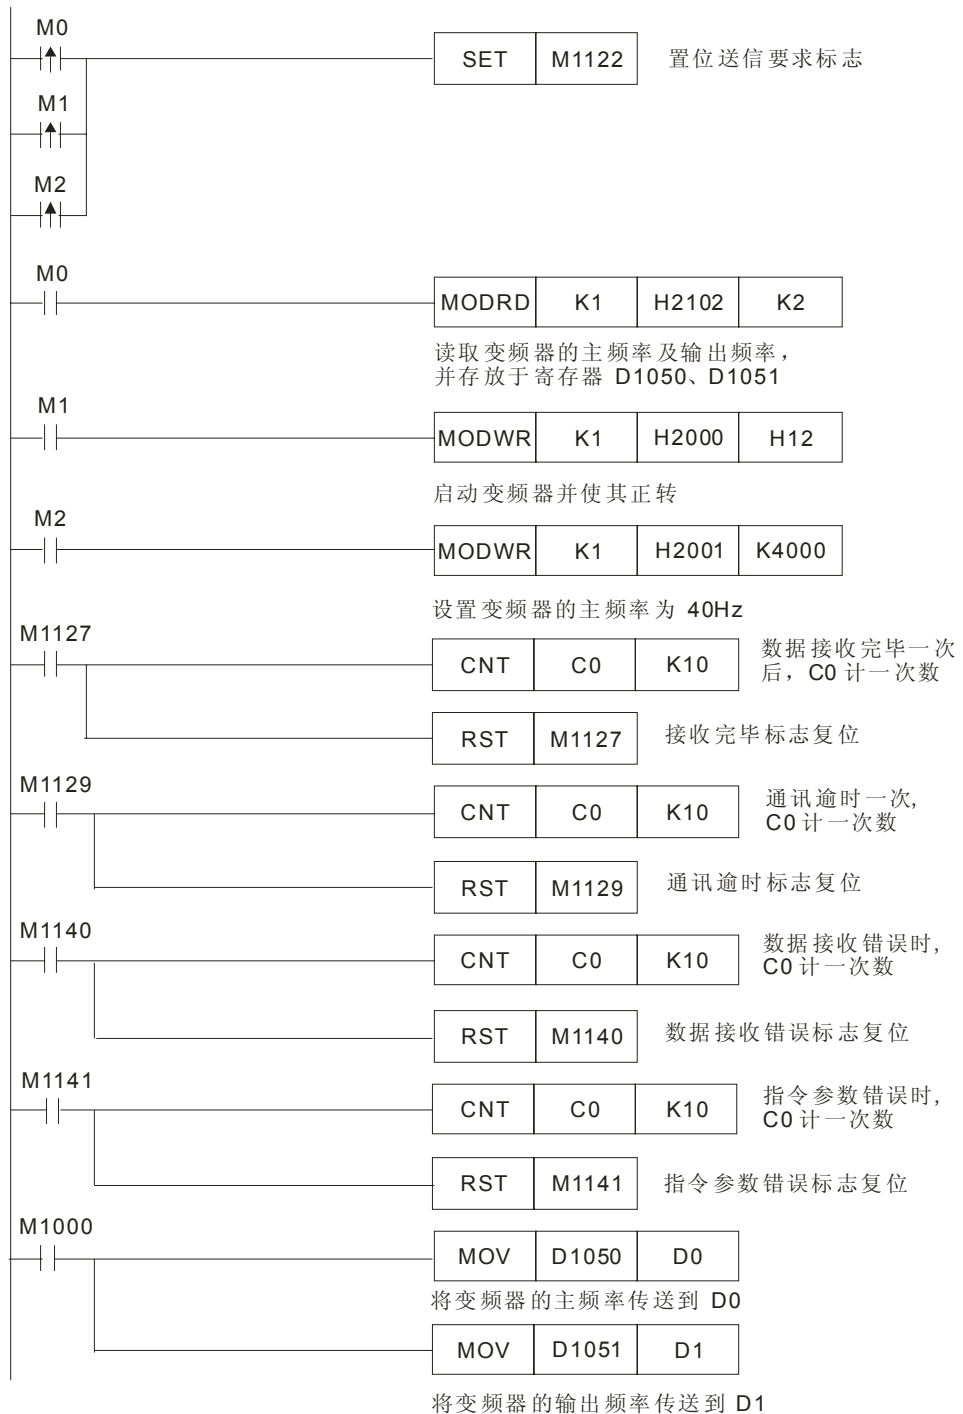 M0
SET M1122 置位送信要求标志
M1
M2
M0
MODRD K1 H2102 K2
读取变频器的主频率及输出频率，
并存放于寄存器 D1050、D1051
M1
MODWR K1 H2000 H12
启动变频器并使其正转
M2
MODWR K1 H2001 K4000
设置变频器的主频率为 40Hz
M1127
CNT C0 K10 数据接收完毕一次
后，C0 计一次数
RST M1127 接收完毕标志复位
M1129
CNT C0 K10 通讯逾时一次,
C0 计一次数
RST M1129 通讯逾时标志复位
M1140
CNT C0 K10 数据接收错误时,
C0 计一次数
RST M1140 数据接收错误标志复位
M1141
CNT C0 K10 指令参数错误时,
C0 计一次数
RST M1141 指令参数错误标志复位
M1000
MOV D1050 D0
将变频器的主频率传送到 D0
MOV D1051 D1
将变频器的输出频率传送到 D1